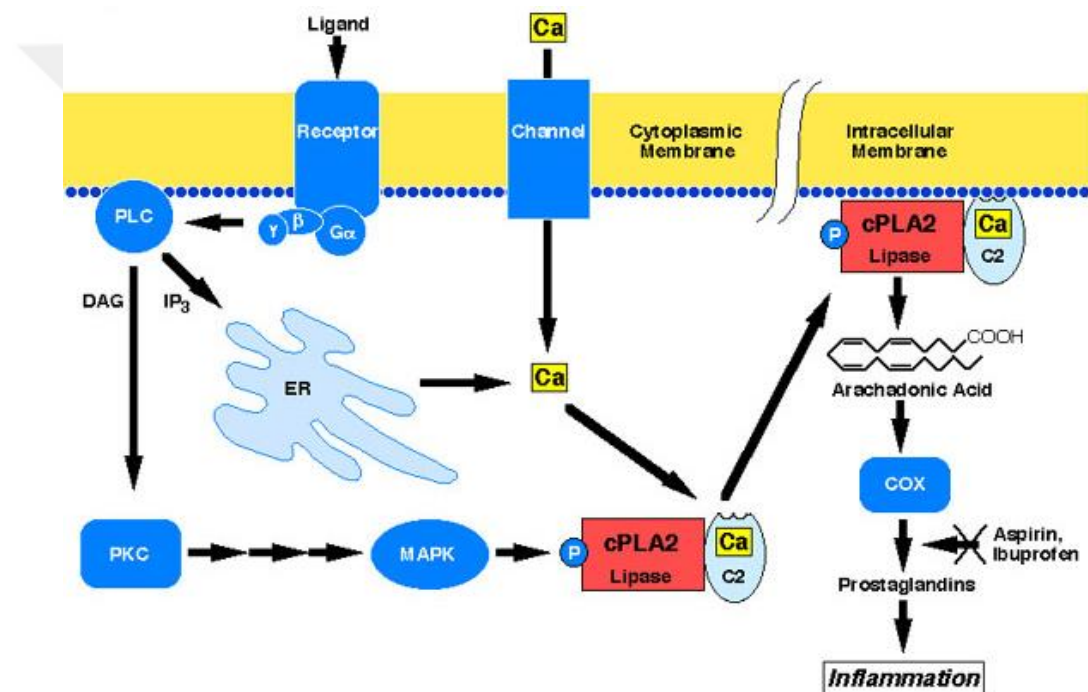 Ligand
Ca
Receptor
Channel
Cytoplasmic
Membrane
Intracellular
Membrane
PLC
γ
β
Gα
P
cPLA2
Lipase
Ca
C2
DAG
IP3
ER
Ca
COOH
Arachadonic Acid
COX
Aspirin,
Ibuprofen
PKC
MAPK
P
cPLA2
Lipase
Ca
C2
Prostaglandins
Inflammation